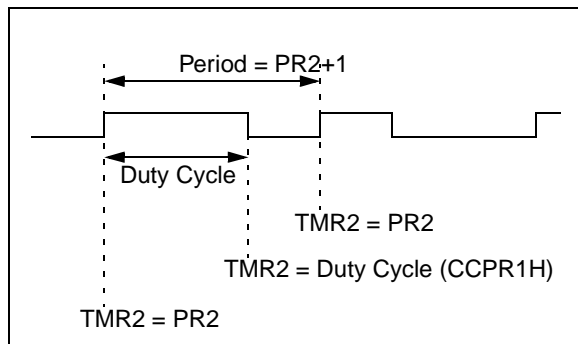 Period = PR2+1
Duty Cycle
TMR2 = PR2
TMR2 = Duty Cycle (CCPR1H)
TMR2 = PR2